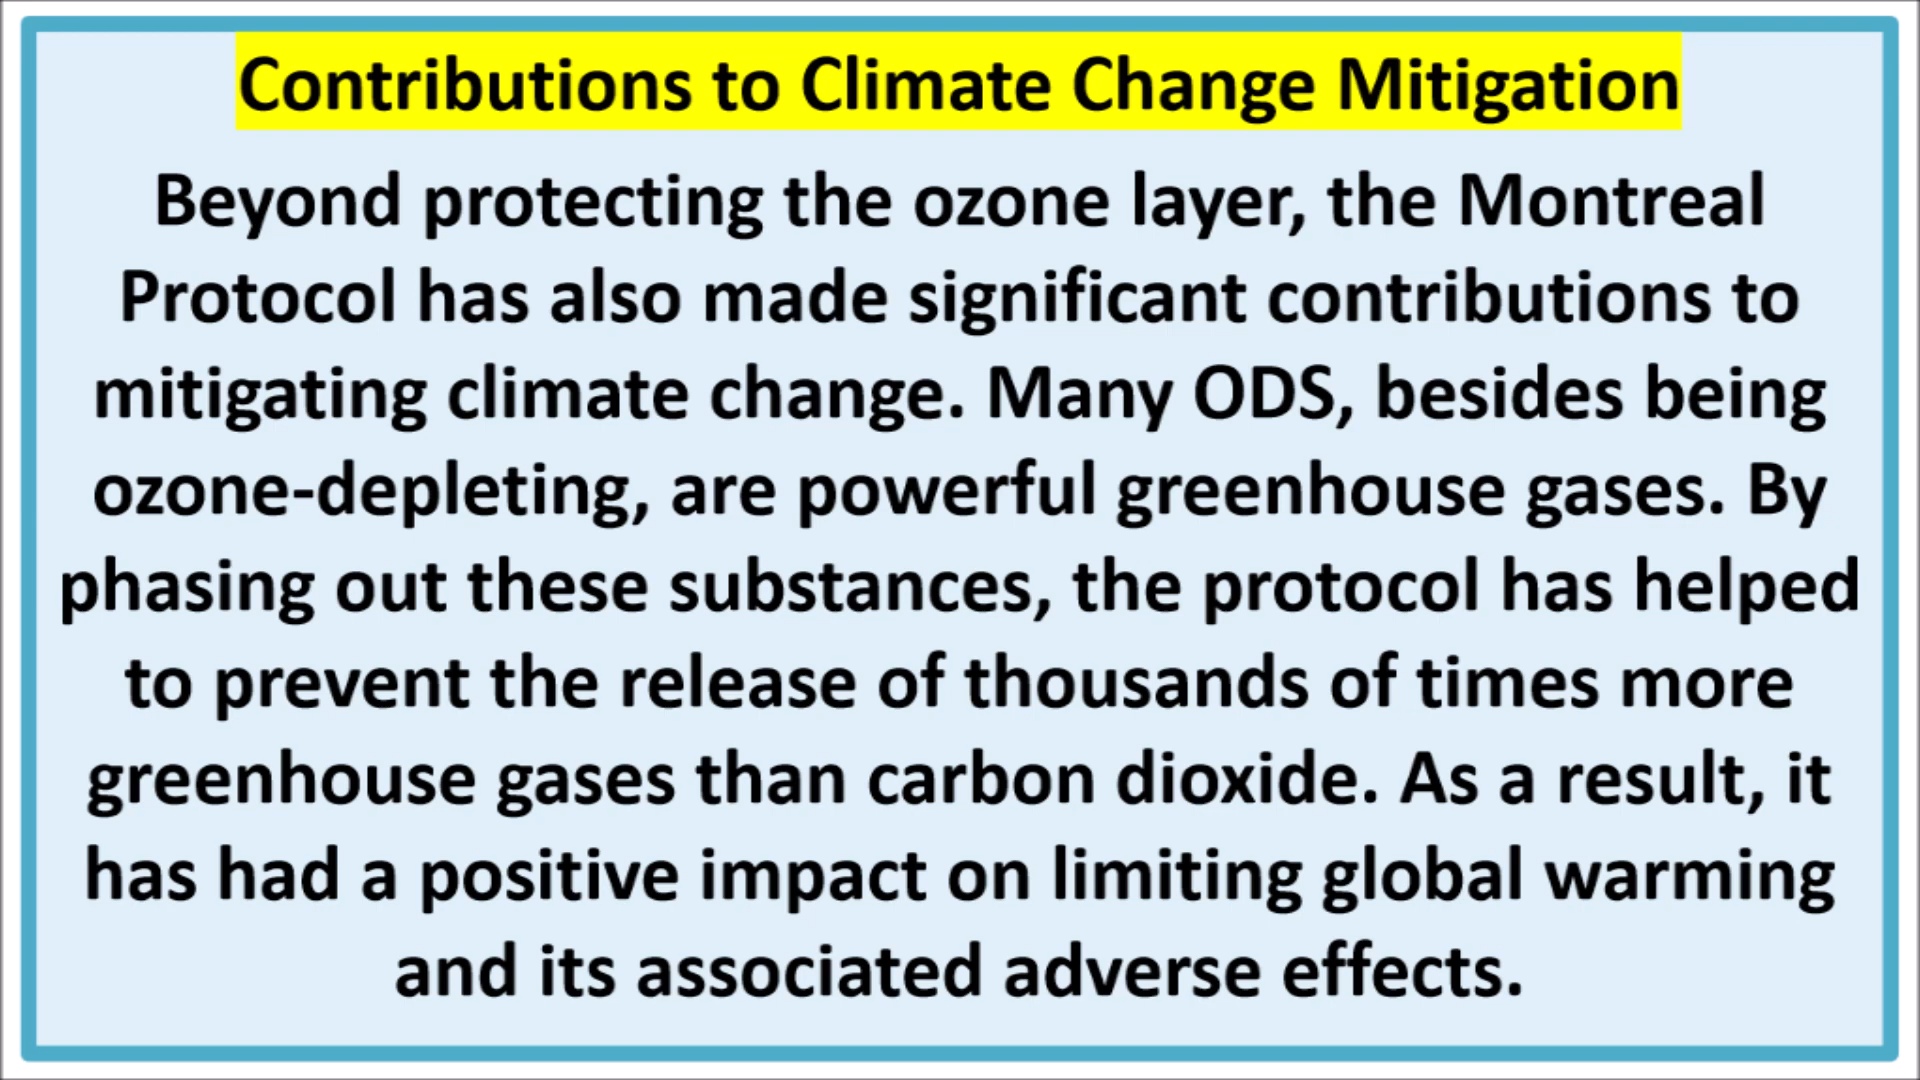 Contributions to Climate Change Mitigation
Beyond protecting the ozone layer, the Montreal
Protocol has also made significant contributions to
mitigating climate change. Many ODS, besides being
ozone-depleting, are powerful greenhouse gases. By
phasing out these substances, the protocol has helped
to prevent the release of thousands of times more
greenhouse gases than carbon dioxide. As a result, it
has had a positive impact on limiting global warming
and its associated adverse effects.